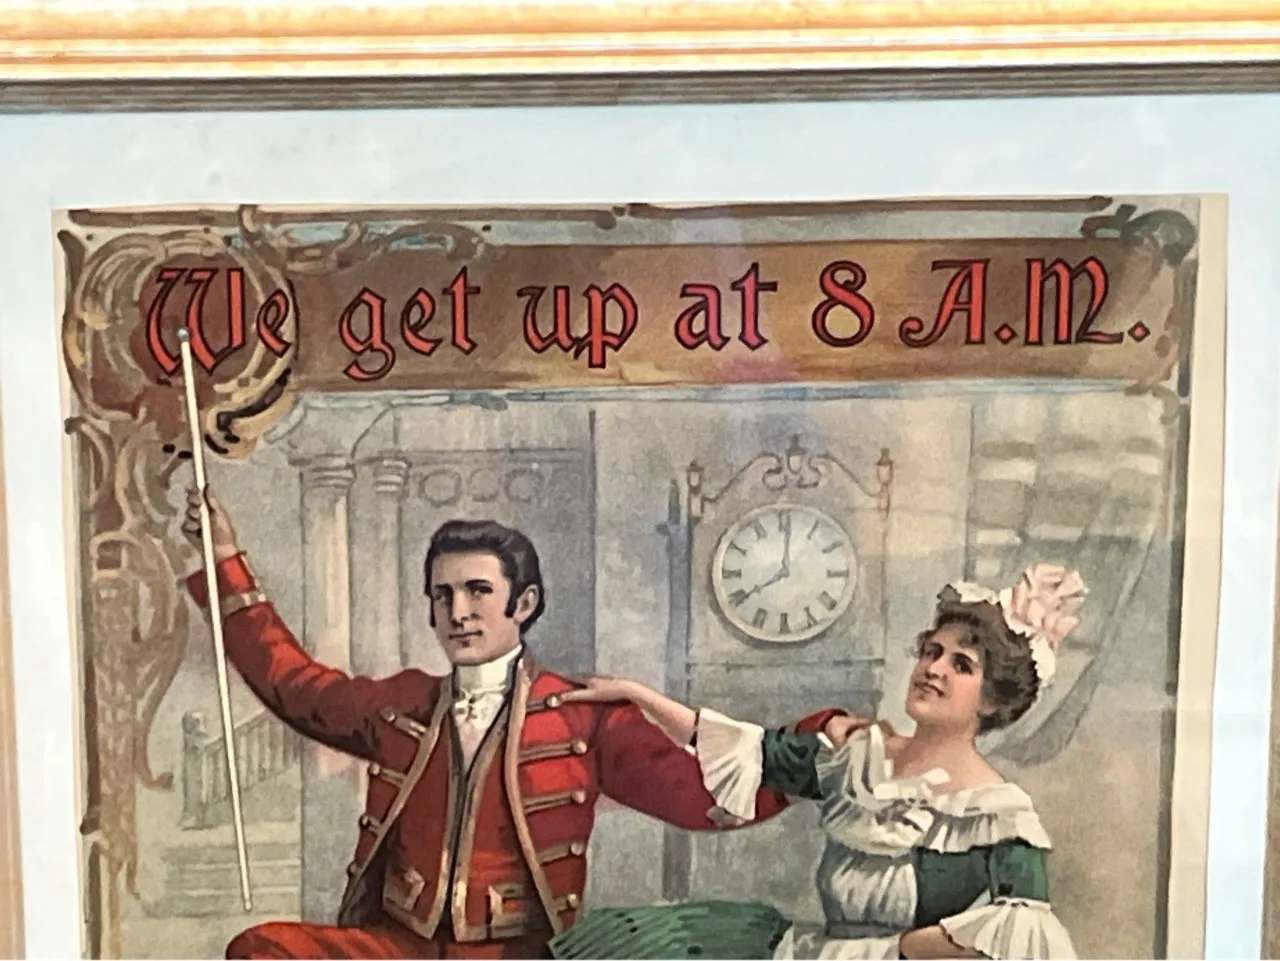 We get up at 8 A.M.